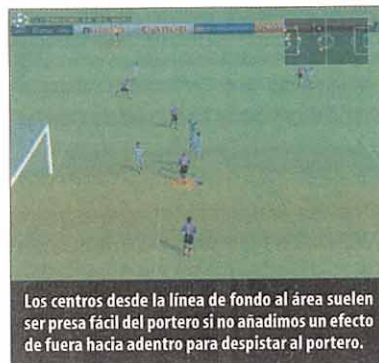 Canon
Los centros desde la línea de fondo al área suelen
ser presa fácil del portero si no añadimos un efecto
de fuera hacia adentro para despistar al portero.